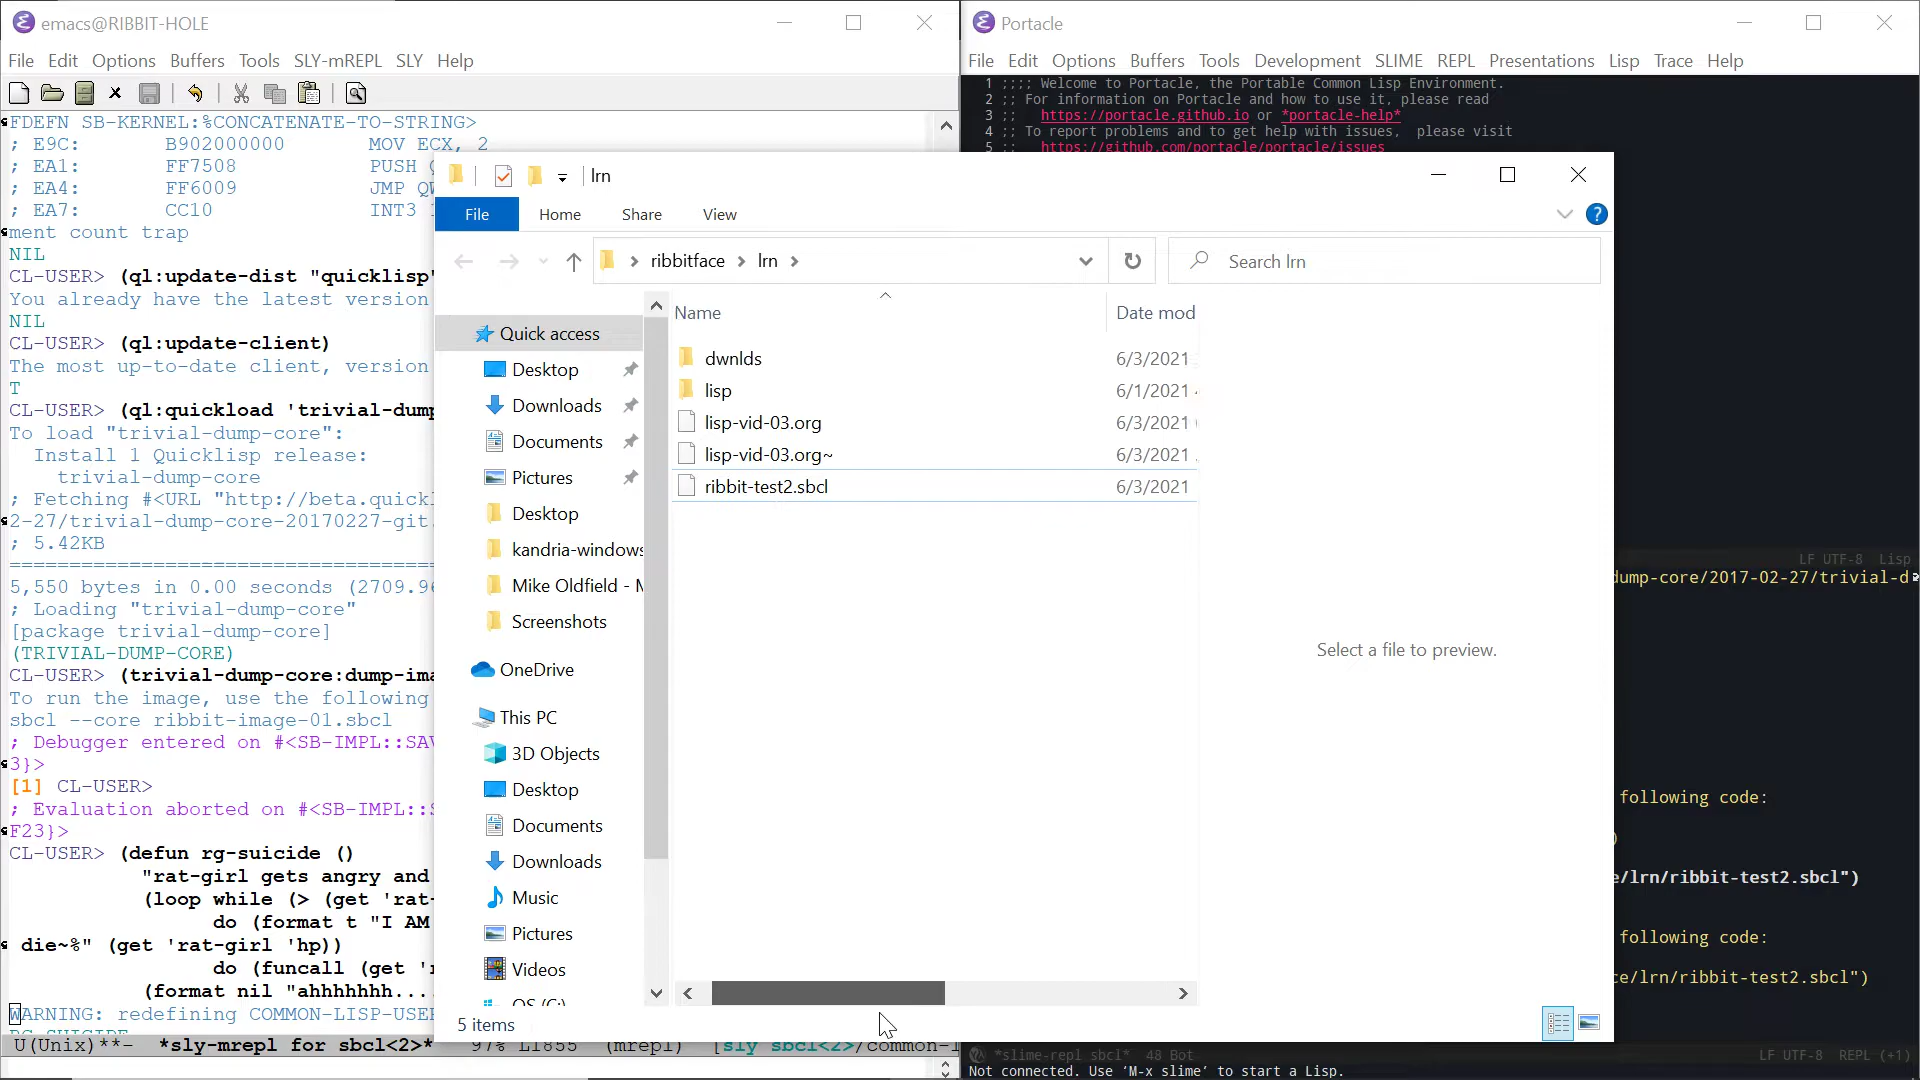 emacs@RIBBIT-HOLE
File Edit Options Buffers Tools SLY-mREPL SLY Help
FDEFN SB-KERNEL:%CONCATENATE-TO-STRING>
; E9C: B902000000 MOV ECX, 2
; EA1: FF7508 PUSH
; EA4: FF6009 JMP
; EA7: CC10 INT3
ment count trap
NIL
CL-USER> (ql:update-dist "quicklisp"
You already have the latest version
NIL
CL-USER> (ql:update-client)
The most up-to-date client, version
T
CL-USER> (ql:quickload 'trivial-dump
To load "trivial-dump-core":
Install 1 Quicklisp release:
trivial-dump-core
; Fetching #<URL "http://beta.quickl
2-27/trivial-dump-core-20170227-git.
; 5.42KB
==================================
5,550 bytes in 0.00 seconds (2709.96
; Loading "trivial-dump-core"
[package trivial-dump-core]
(TRIVIAL-DUMP-CORE)
CL-USER> (trivial-dump-core:dump-ima
To run the image, use the following
sbcl --core ribbit-image-01.sbcl
; Debugger entered on #<SB-IMPL::SAV
3}>
[1] CL-USER>
; Evaluation aborted on #<SB-IMPL::S
F23}>
CL-USER> (defun rg-suicide ()
"rat-girl gets angry and
(loop while (> (get 'rat-
do (format t "I AM
die~%" (get 'rat-girl 'hp))
do (funcall (get 'r
(format nil "ahhhhhhh....
WARNING: redefining COMMON-LISP-USER
RG-SUICIDE
U(Unix)**- *sly-mrepl for sbcl<2>* 97% L1855 (mrepl) [sly sbcl<2>/common-l
lrn
File Home Share View
ribbitface lrn
Search lrn
Quick access
Desktop
Downloads
Documents
Pictures
Desktop
kandria-windows
Mike Oldfield - M
Screenshots
OneDrive
This PC
3D Objects
Desktop
Documents
Downloads
Music
Pictures
Videos
OS (C:)
Name Date mod
dwnlds 6/3/2021
lisp 6/1/2021
lisp-vid-03.org 6/3/2021
lisp-vid-03.org~ 6/3/2021
ribbit-test2.sbcl 6/3/2021
Select a file to preview.
5 items
Portacle
File Edit Options Buffers Tools Development SLIME REPL Presentations Lisp Trace Help
1 ;;;; Welcome to Portacle, the Portable Common Lisp Environment.
2 ;; For information on Portacle and how to use it, please read
3 ;; https://portacle.github.io or *portacle-help*
4 ;; To report problems and to get help with issues, please visit
5 ;; https://github.com/portacle/portacle/issues
LF UTF-8 Lisp
dump-core/2017-02-27/trivial-d
following code:
)
e/lrn/ribbit-test2.sbcl")
following code:
ce/lrn/ribbit-test2.sbcl")
*slime-repl sbcl* 48 Bot LF UTF-8 REPL (+1)
Not connected. Use ‘M-x slime’ to start a Lisp.